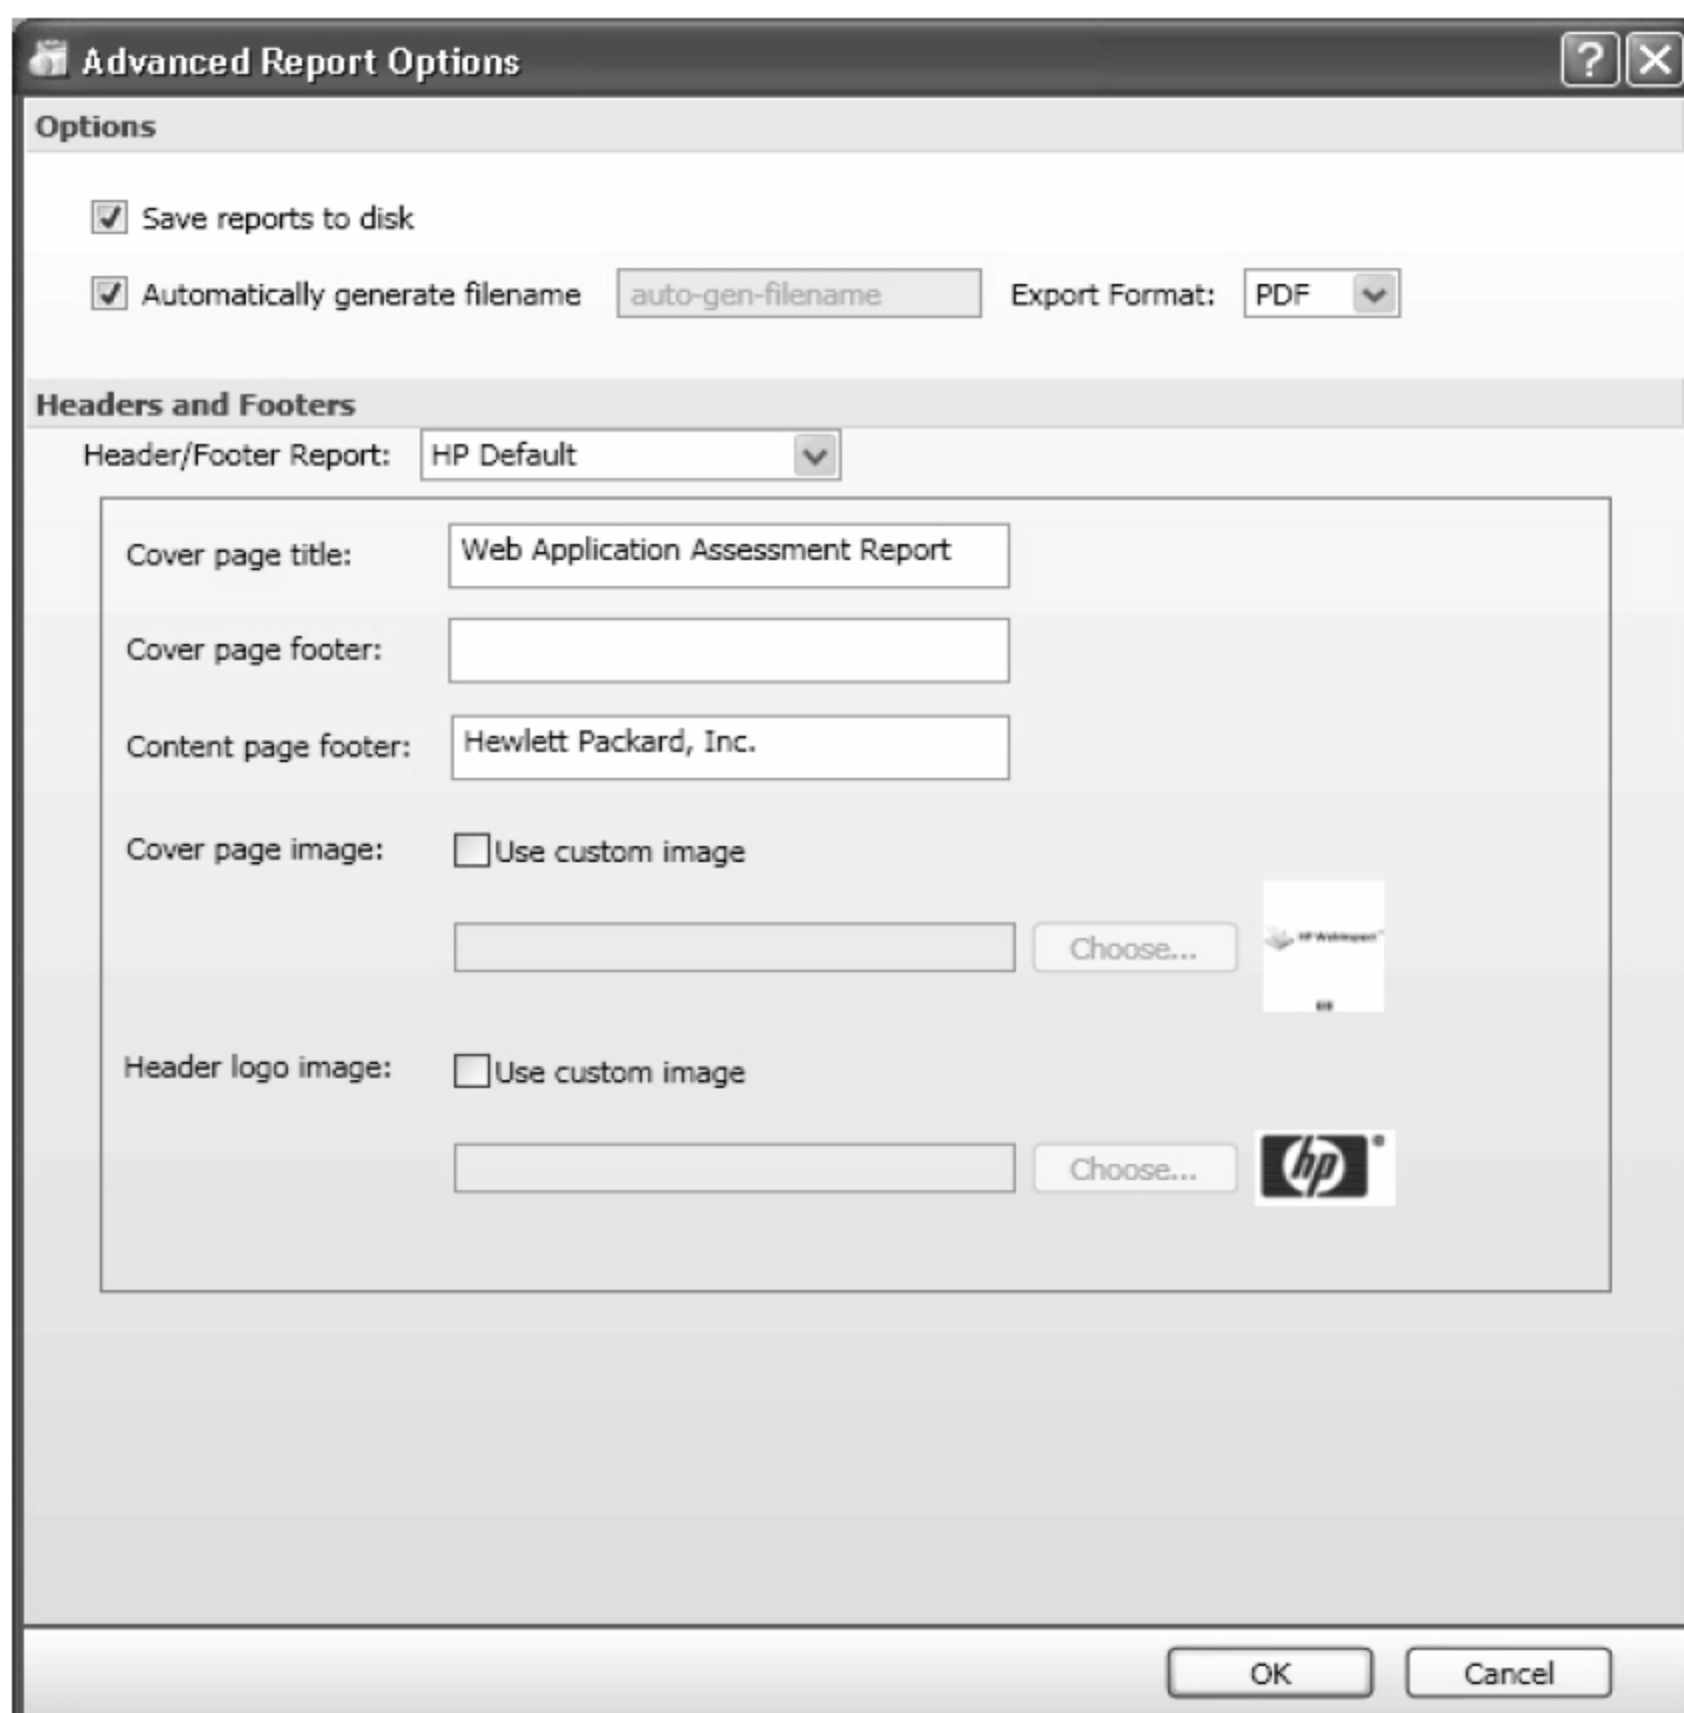 Advanced Report Options
Options
Save reports to disk
Automatically generate filename auto-gen-filename Export Format: PDF
Headers and Footers
Header/Footer Report: HP Default
Cover page title: Web Application Assessment Report
Cover page footer:
Content page footer: Hewlett Packard, Inc.
Cover page image: Use custom image
Choose...
HP WebInspect
Header logo image: Use custom image
Choose... hp
OK Cancel